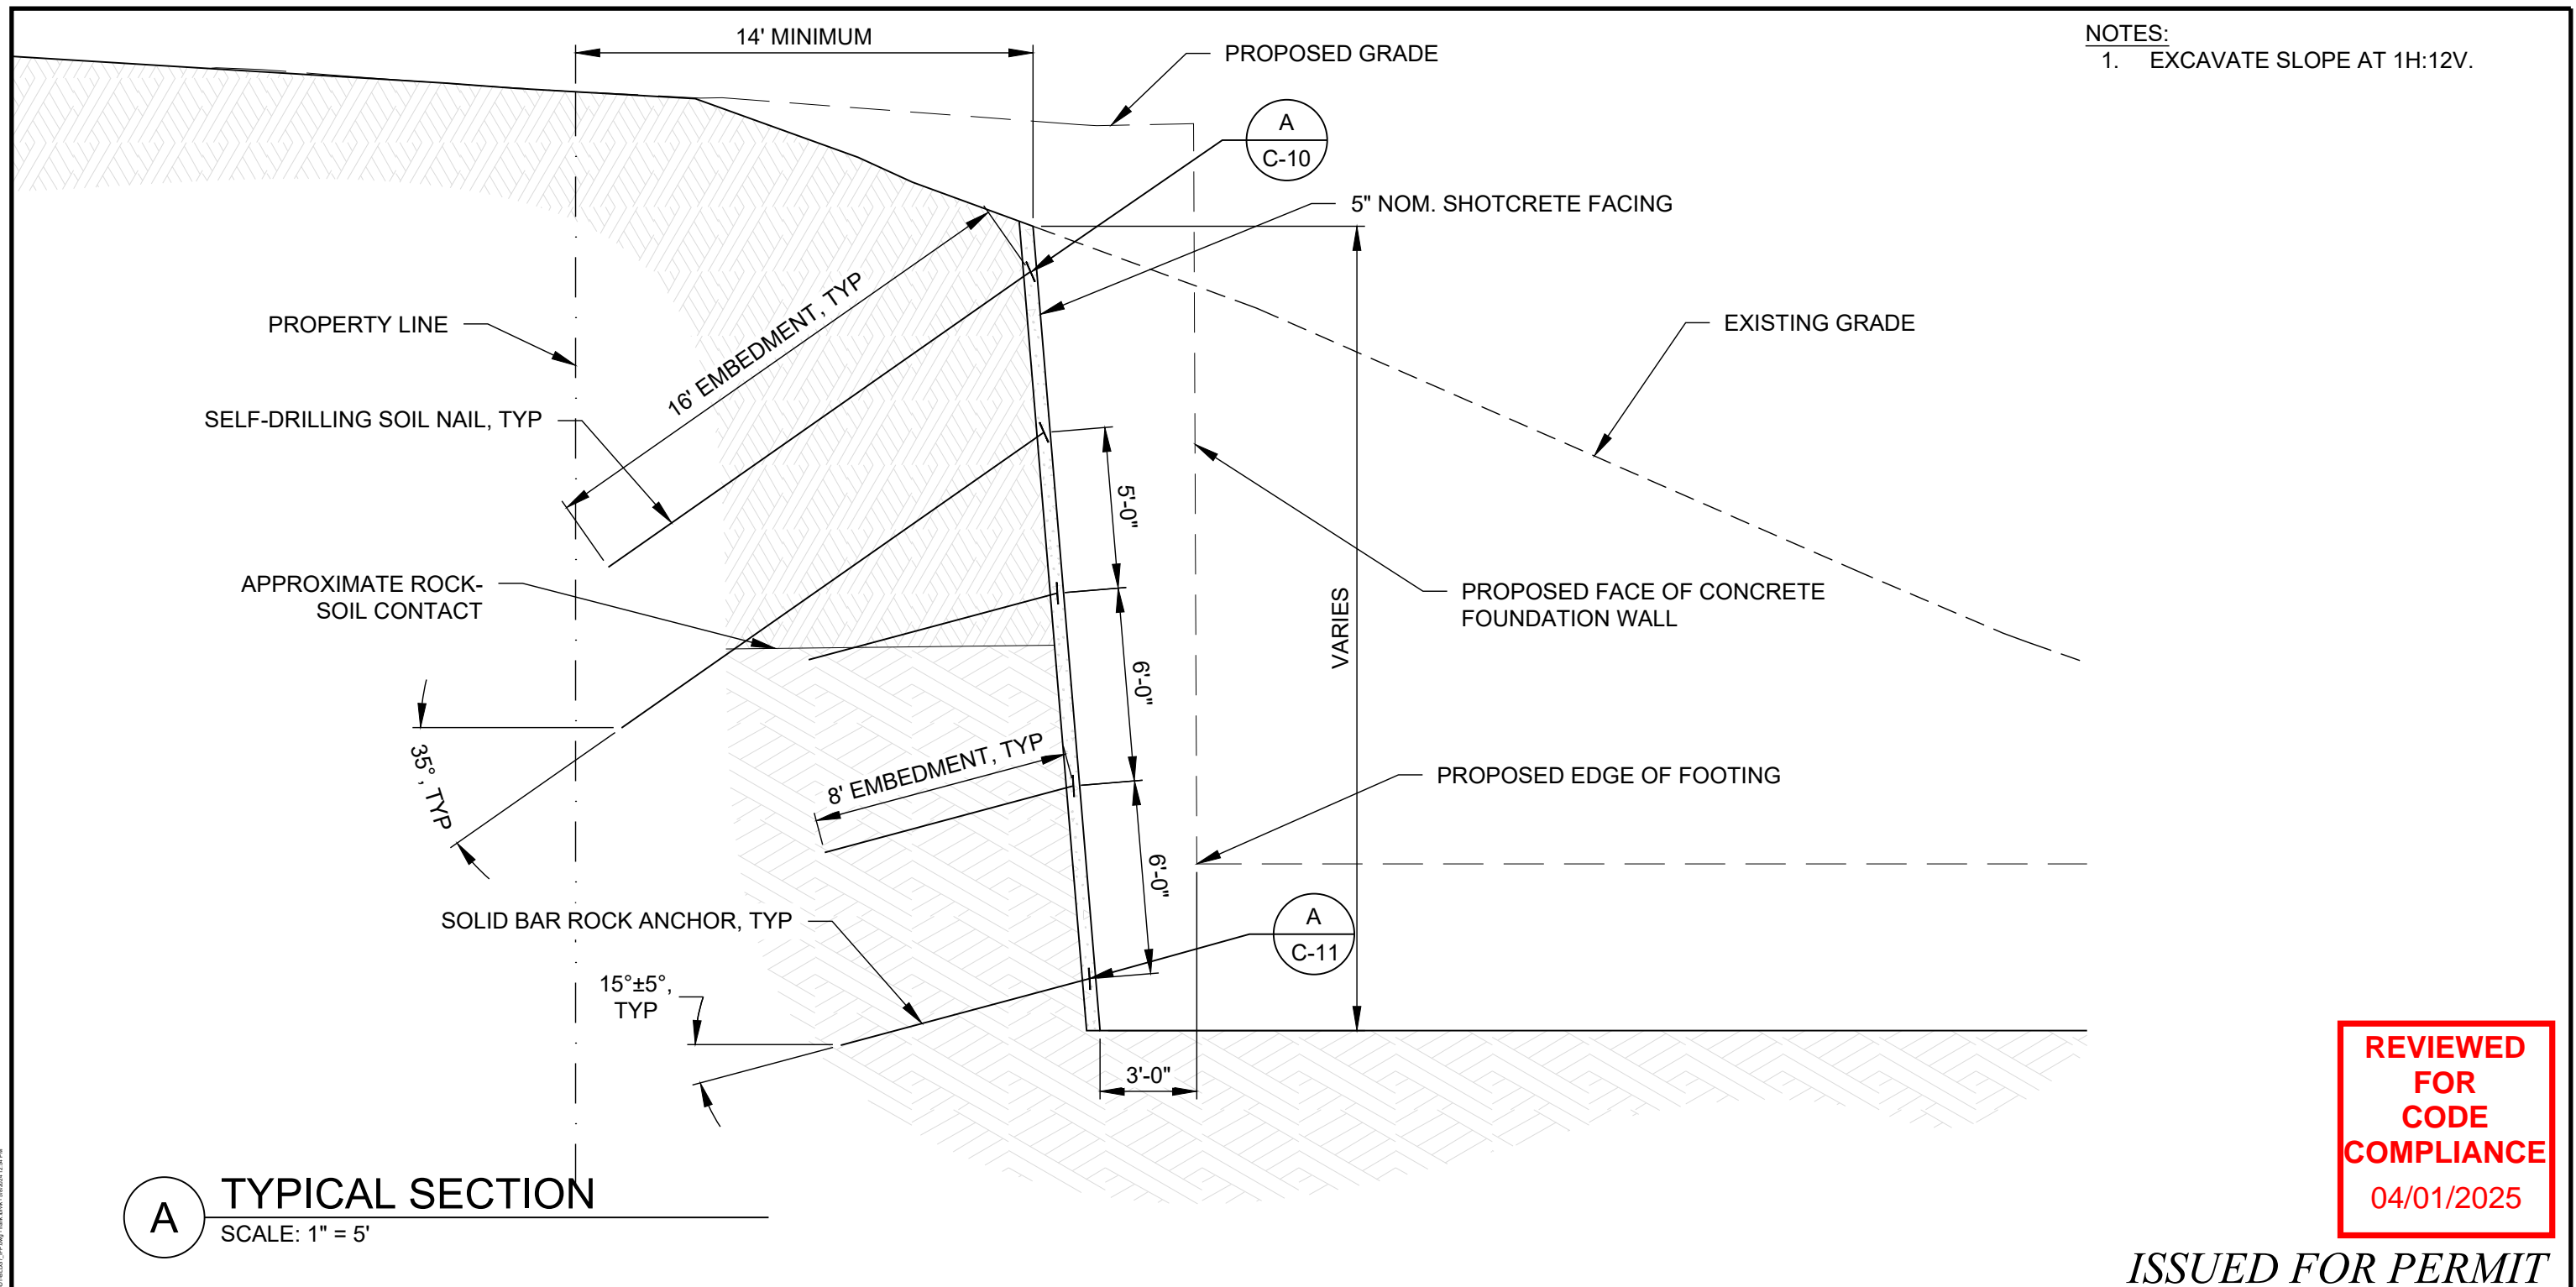 14' MINIMUM
PROPOSED GRADE
NOTES:
1. EXCAVATE SLOPE AT 1H:12V.
A
C-10
5" NOM. SHOTCRETE FACING
16' EMBEDMENT, TYP
PROPERTY LINE
EXISTING GRADE
SELF-DRILLING SOIL NAIL, TYP
5'-0"
APPROXIMATE ROCK-
SOIL CONTACT
PROPOSED FACE OF CONCRETE
FOUNDATION WALL
VARIES
6'-0"
35°, TYP
8' EMBEDMENT, TYP
PROPOSED EDGE OF FOOTING
6'-0"
SOLID BAR ROCK ANCHOR, TYP
A
C-11
15°±5°,
TYP
3'-0"
REVIEWED
FOR
CODE
COMPLIANCE
04/01/2025
A
TYPICAL SECTION
SCALE: 1" = 5'
ISSUED FOR PERMIT